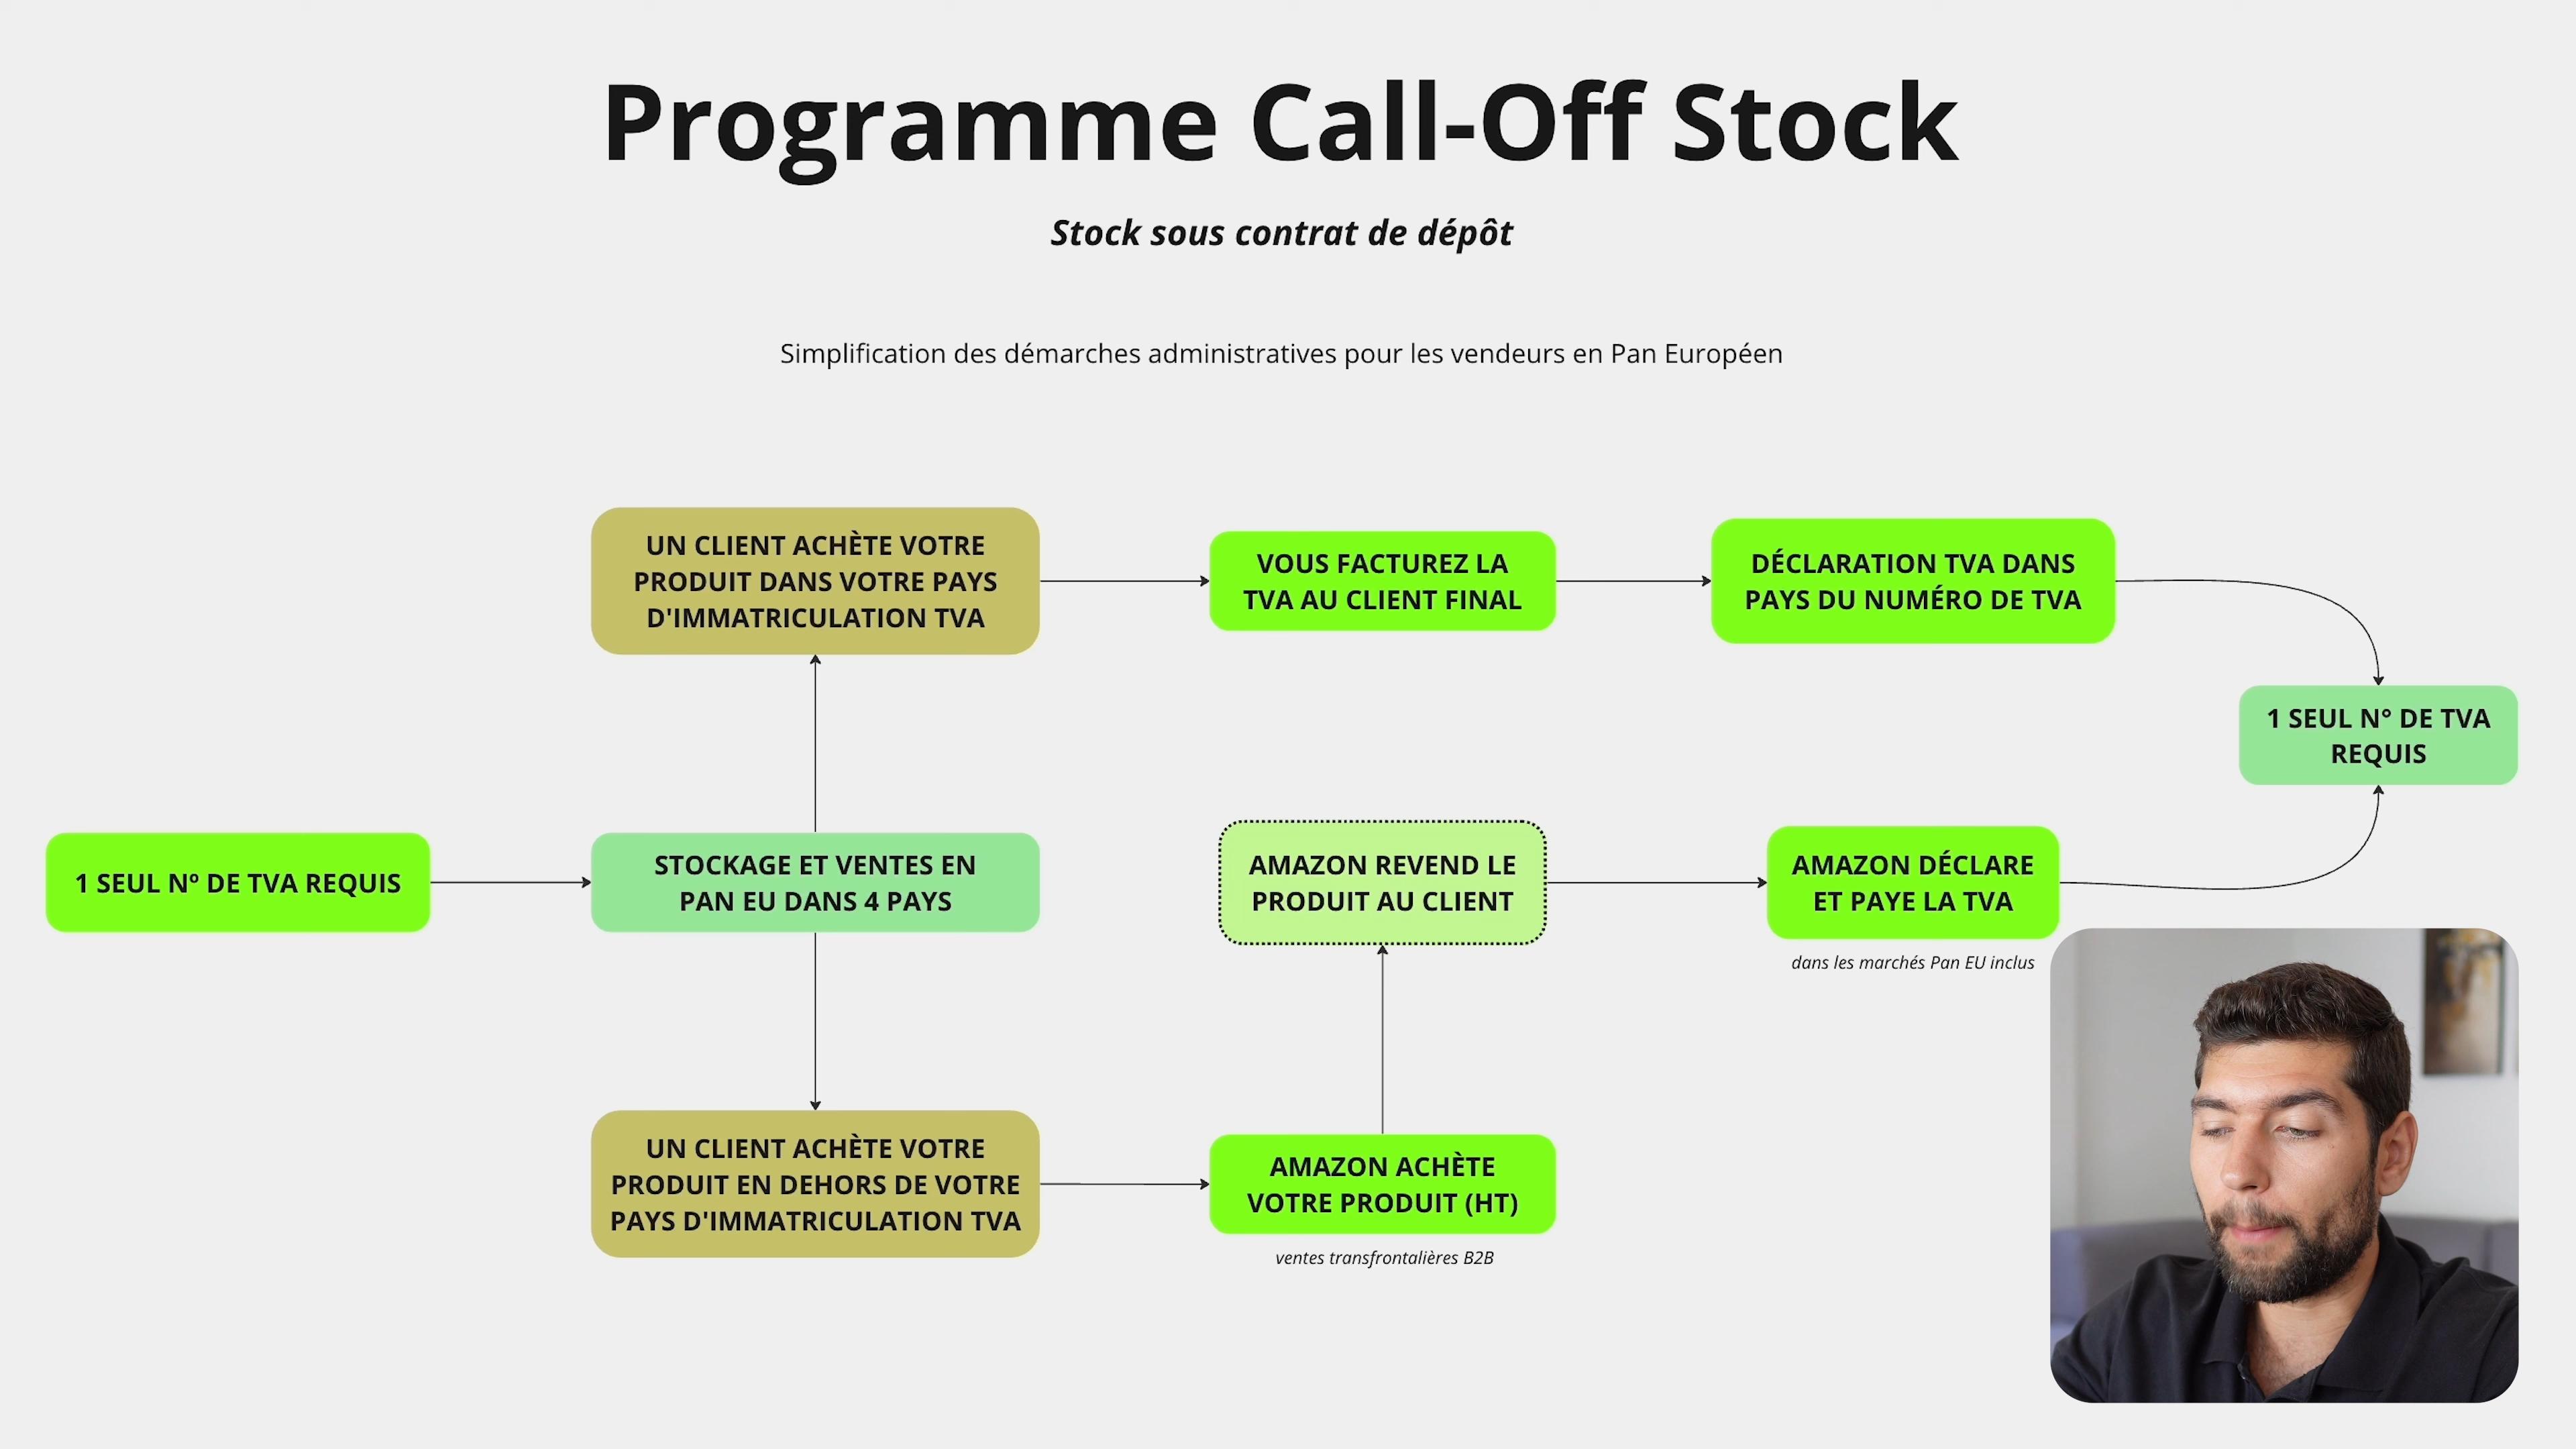 Programme Call-Off Stock
Stock sous contrat de dépôt
Simplification des démarches administratives pour les vendeurs en Pan Européen
UN CLIENT ACHÈTE VOTRE
PRODUIT DANS VOTRE PAYS
D'IMMATRICULATION TVA
VOUS FACTUREZ LA
TVA AU CLIENT FINAL
DÉCLARATION TVA DANS
PAYS DU NUMÉRO DE TVA
1 SEUL N° DE TVA
REQUIS
1 SEUL Nº DE TVA REQUIS
STOCKAGE ET VENTES EN
PAN EU DANS 4 PAYS
AMAZON REVEND LE
PRODUIT AU CLIENT
AMAZON DÉCLARE
ET PAYE LA TVA
dans les marchés Pan EU inclus
UN CLIENT ACHÈTE VOTRE
PRODUIT EN DEHORS DE VOTRE
PAYS D'IMMATRICULATION TVA
AMAZON ACHÈTE
VOTRE PRODUIT (HT)
ventes transfrontalières B2B